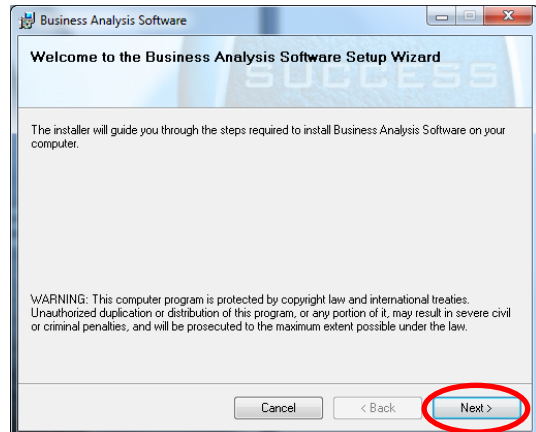 Business Analysis Software
Welcome to the Business Analysis Software Setup Wizard
SUCCESS
The installer will guide you through the steps required to install Business Analysis Software on your
computer.
WARNING: This computer program is protected by copyright law and international treaties.
Unauthorized duplication or distribution of this program, or any portion of it, may result in severe civil
or criminal penalties, and will be prosecuted to the maximum extent possible under the law.
Cancel < Back Next >